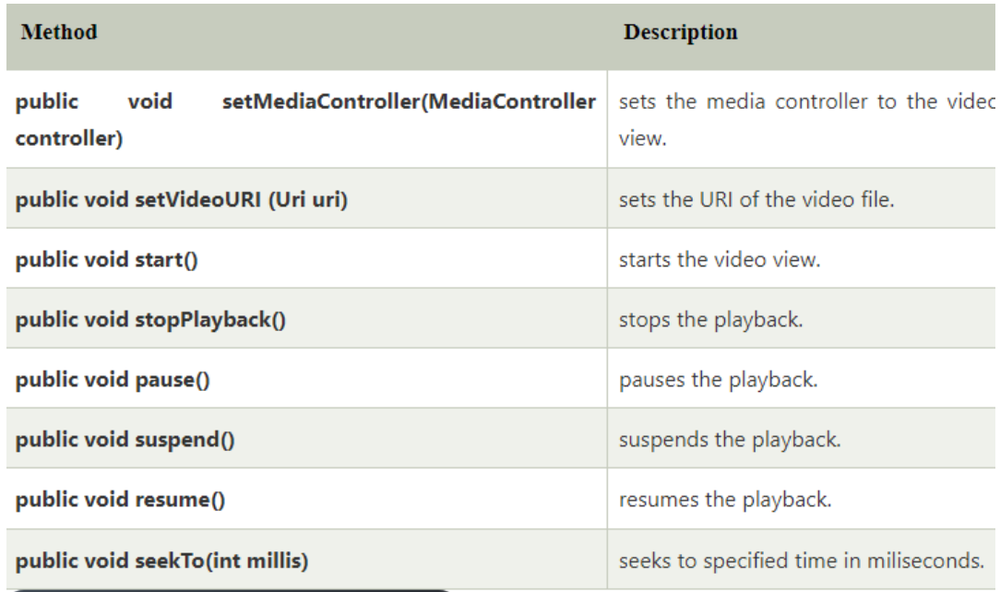 Method Description
public void setMediaController(MediaController sets the media controller to the video
controller) view.
public void setVideoURI (Uri uri) sets the URI of the video file.
public void start() starts the video view.
public void stopPlayback() stops the playback.
public void pause() pauses the playback.
public void suspend() suspends the playback.
public void resume() resumes the playback.
public void seekTo(int millis) seeks to specified time in miliseconds.